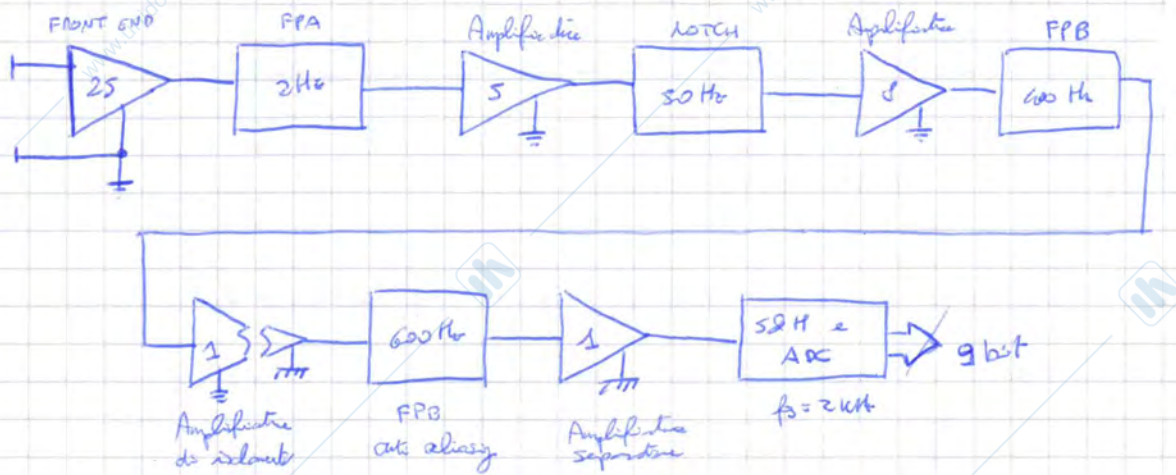 FRONT END
FPA
Amplificatore
NOTCH
Amplificatore
FPB
25
2Hz
5
50 Hz
600 Hz
1
600 Hz
1
S&H e
ADC
9 bit
fs = 2 kHz
Amplificatore
di isolamento
FPB
anti aliasing
Amplificatore
separatore